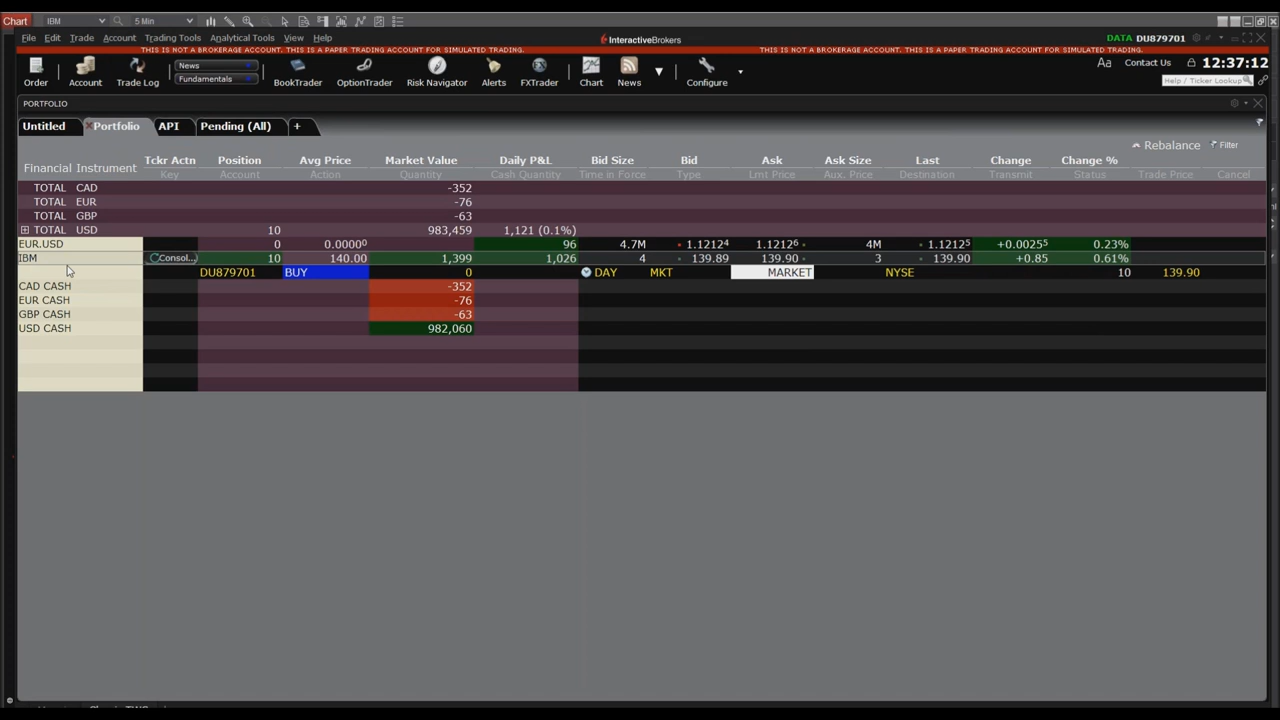 Chart IBM 5 Min
File Edit Trade Account Trading Tools Analytical Tools View Help InteractiveBrokers DATA DU879701
THIS IS NOT A BROKERAGE ACCOUNT. THIS IS A PAPER TRADING ACCOUNT FOR SIMULATED TRADING. THIS IS NOT A BROKERAGE ACCOUNT. THIS IS A PAPER TRADING ACCOUNT FOR SIMULATED TRADING.
Order Account Trade Log News Fundamentals BookTrader OptionTrader Risk Navigator Alerts FXTrader Chart News Configure Aa Contact Us 12:37:12
Help / Ticker Lookup
PORTFOLIO
Untitled Portfolio API Pending (All) +
Rebalance Filter
Financial Instrument Tckr Actn Position Avg Price Market Value Daily P&L Bid Size Bid Ask Ask Size Last Change Change %
Key Account Action Quantity Cash Quantity Time in Force Type Lmt Price Aux. Price Destination Transmit Status Trade Price Cancel
TOTAL CAD -352
TOTAL EUR -76
TOTAL GBP -63
TOTAL USD 10 983,459 1,121 (0.1%)
EUR.USD 0 0.0000⁰ 96 4.7M 1.1212⁴ 1.1212⁶ 4M 1.1212⁵ +0.0025⁵ 0.23%
IBM Consol... 10 140.00 1,399 1,026 4 139.89 139.90 3 139.90 +0.85 0.61%
DU879701 BUY 0 DAY MKT MARKET NYSE 10 139.90
CAD CASH -352
EUR CASH -76
GBP CASH -63
USD CASH 982,060